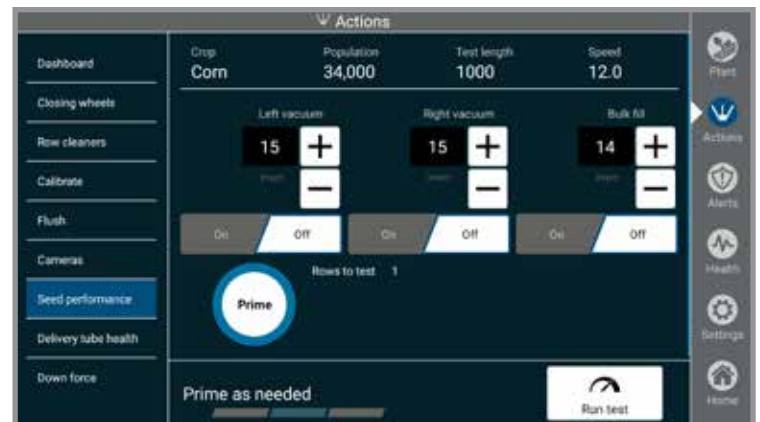 Actions
Dashboard
Closing wheels
Row cleaners
Calibrate
Flush
Cameras
Seed performance
Delivery tube health
Down force
Crop Population Test length Speed
Corn 34,000 1000 12.0
Left vacuum Right vacuum Bulk fill
15 + 15 + 14 +
− − −
On Off On Off On Off
Rows to test 1
Prime
Prime as needed
Run test
Plant
Actions
Alerts
Health
Settings
Home